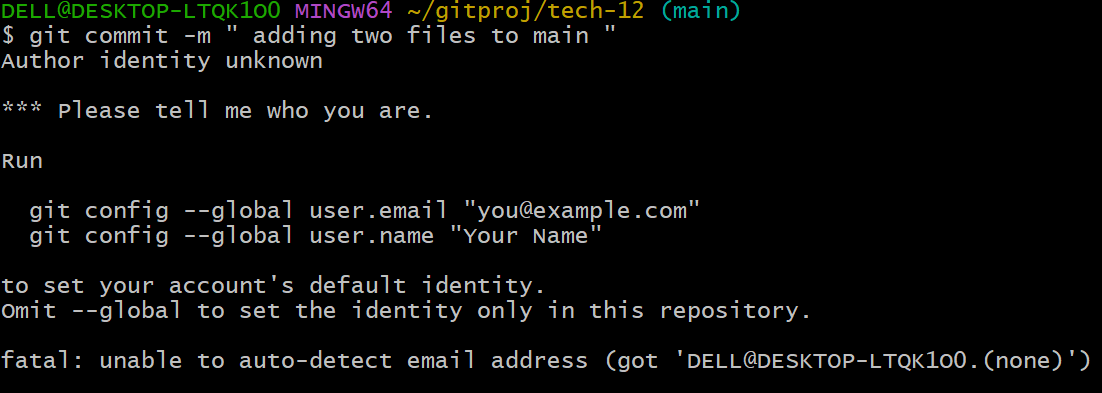 DELL@DESKTOP-LTQK1O0 MINGW64 ~/gitproj/tech-12 (main)
$ git commit -m " adding two files to main "
Author identity unknown
*** Please tell me who you are.
Run
git config --global user.email "you@example.com"
git config --global user.name "Your Name"
to set your account's default identity.
Omit --global to set the identity only in this repository.
fatal: unable to auto-detect email address (got 'DELL@DESKTOP-LTQK1O0.(none)')